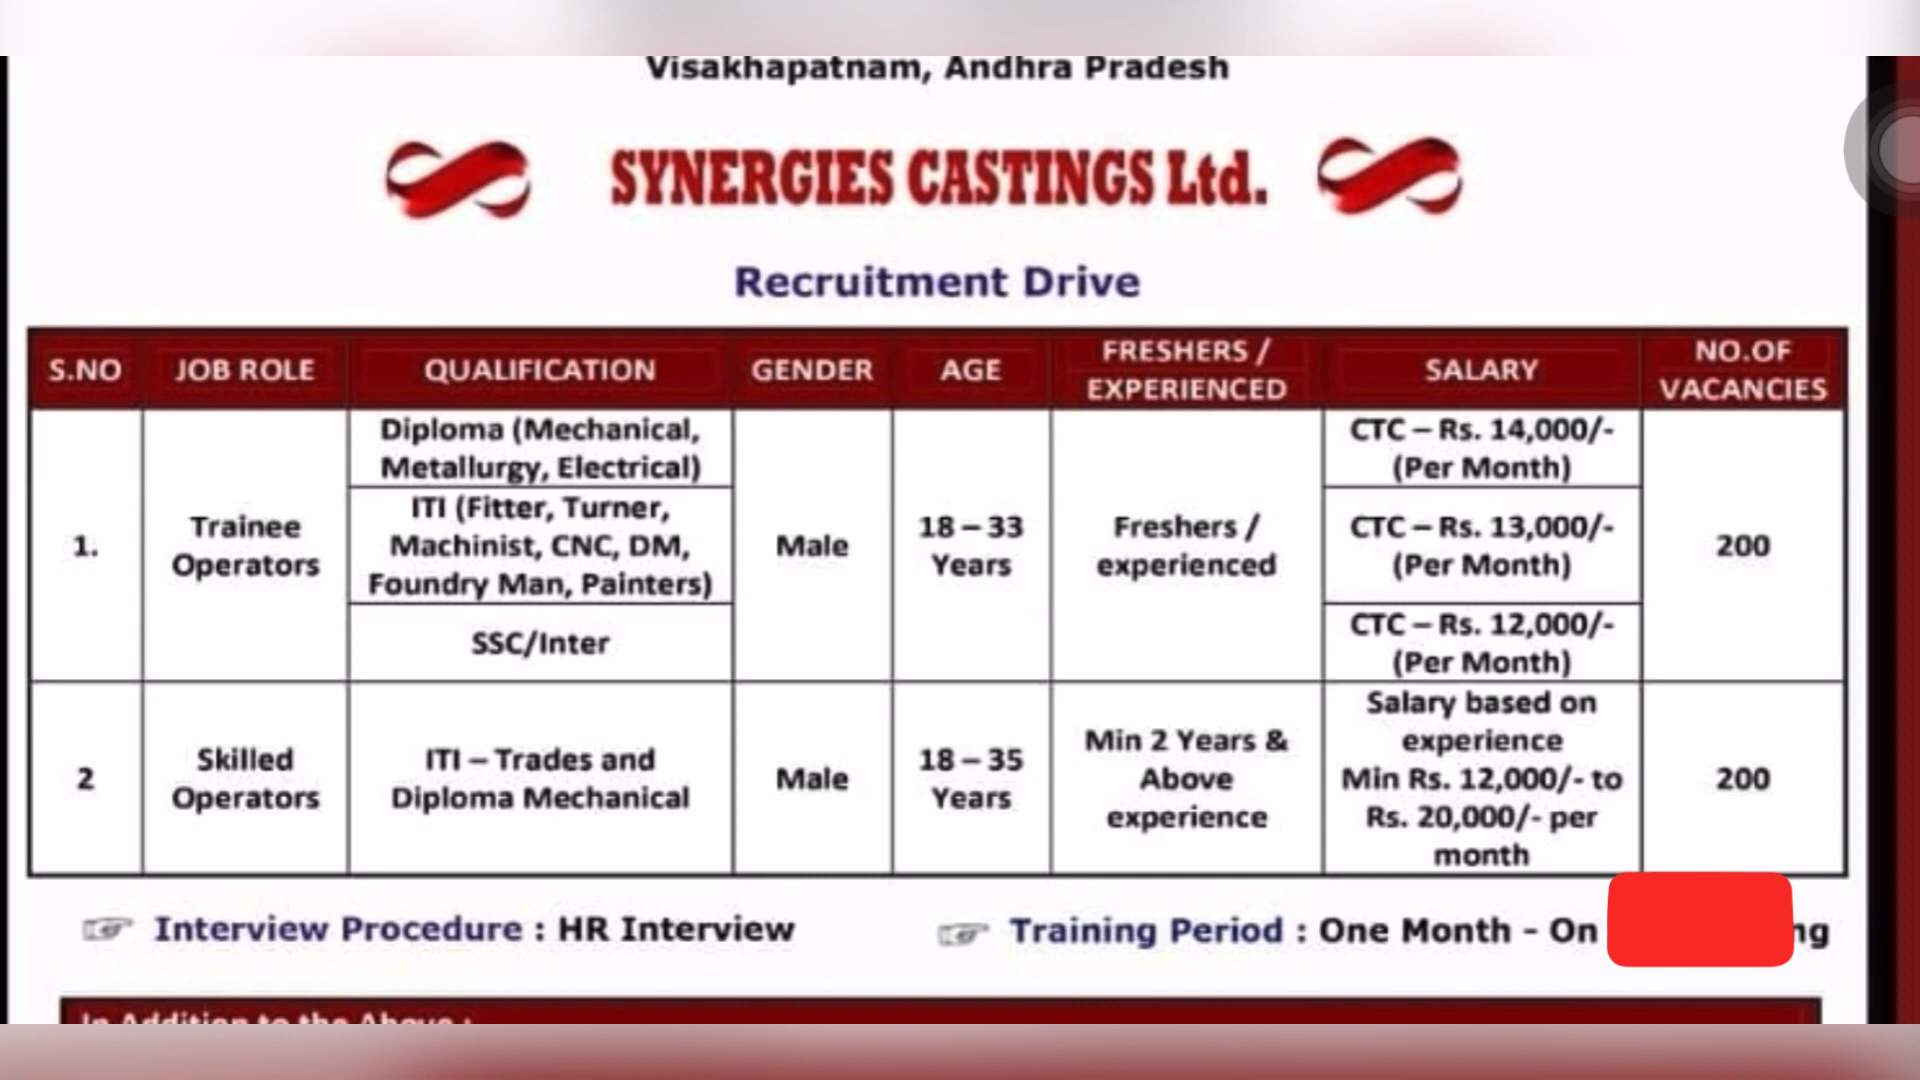 Visakhapatnam, Andhra Pradesh
SYNERGIES CASTINGS Ltd.
Recruitment Drive
S.NO JOB ROLE QUALIFICATION GENDER AGE FRESHERS / EXPERIENCED SALARY NO.OF VACANCIES
1. Trainee Operators
Diploma (Mechanical,
Metallurgy, Electrical)
ITI (Fitter, Turner,
Machinist, CNC, DM,
Foundry Man, Painters)
SSC/Inter
Male
18 – 33
Years
Freshers /
experienced
CTC – Rs. 14,000/-
(Per Month)
CTC – Rs. 13,000/-
(Per Month)
CTC – Rs. 12,000/-
(Per Month)
200
2
Skilled
Operators
ITI – Trades and
Diploma Mechanical
Male
18 – 35
Years
Min 2 Years &
Above
experience
Salary based on
experience
Min Rs. 12,000/- to
Rs. 20,000/- per
month
200
Interview Procedure : HR Interview
Training Period : One Month - On
In Addition to the Above :